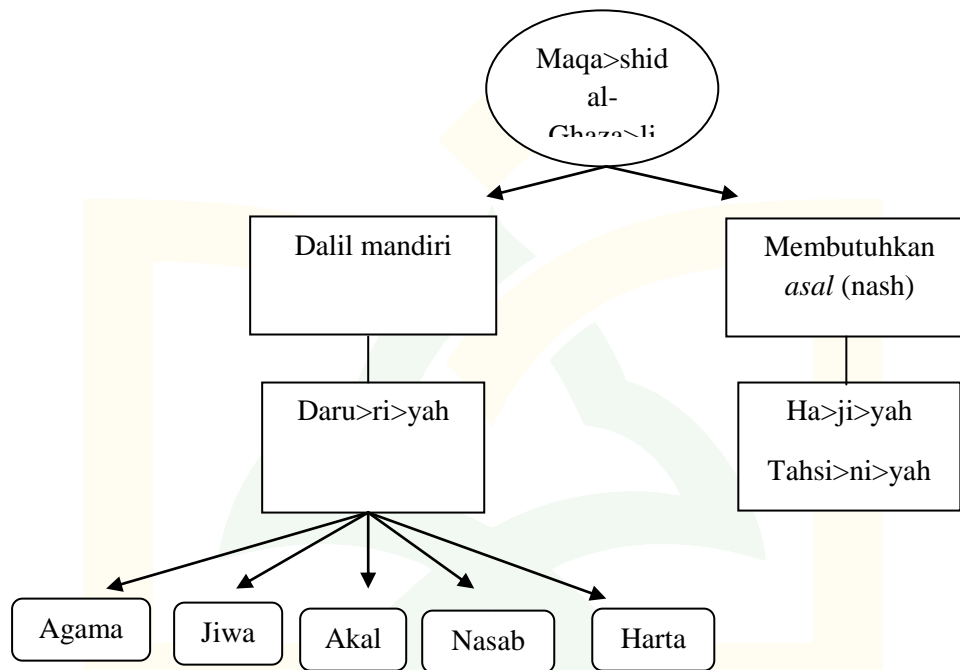 Maqa>shid
al-
Ghaza>li
Dalil mandiri
Membutuhkan
asal (nash)
Daru>ri>yah
Ha>ji>yah
Tahsi>ni>yah
Agama
Jiwa
Akal
Nasab
Harta